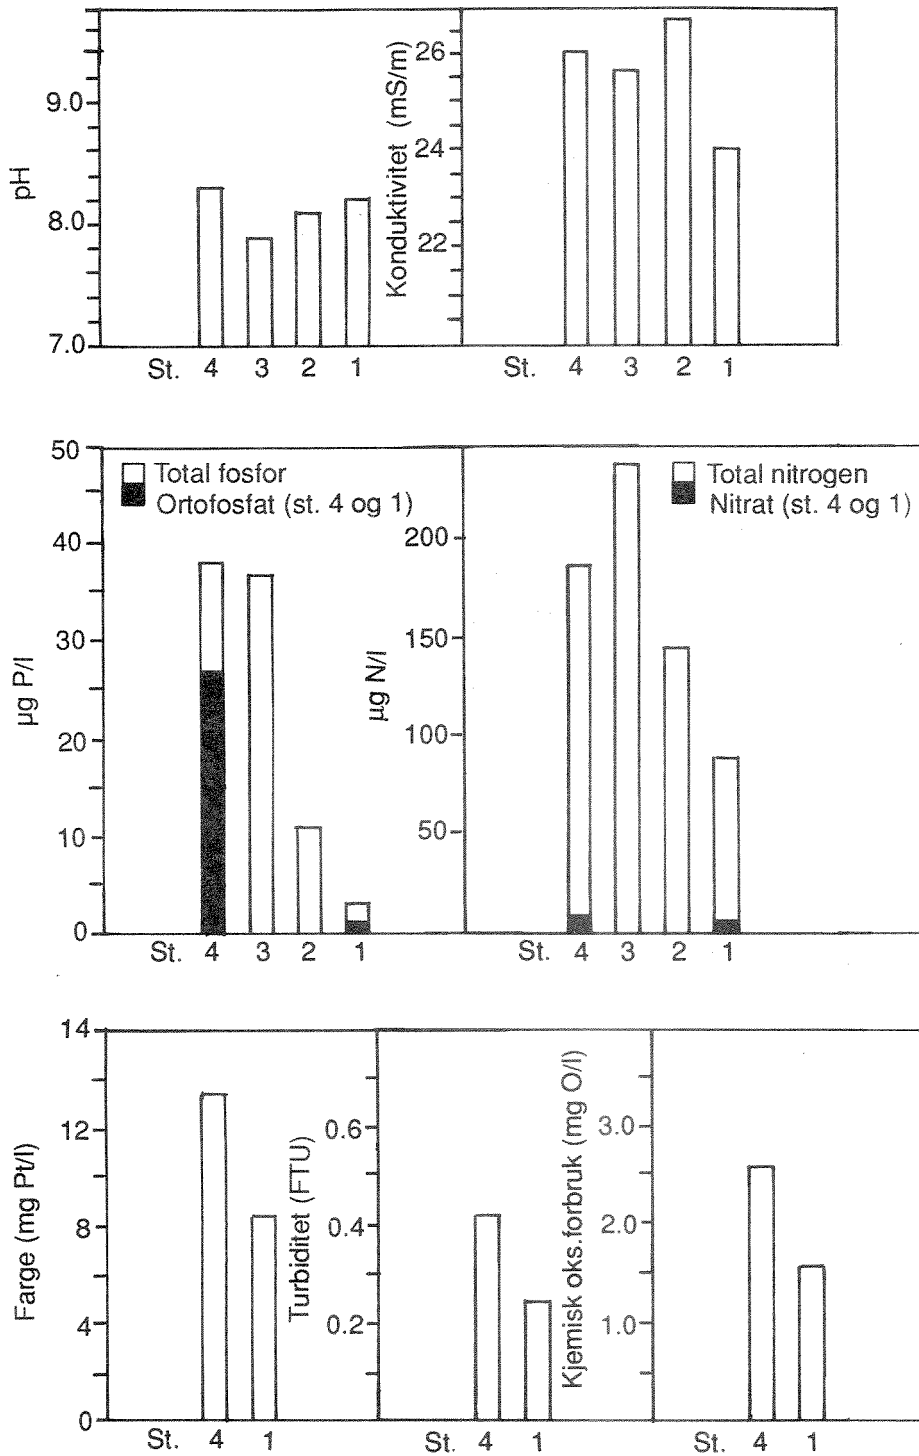 pH
9.0
8.0
7.0
St. 4 3 2 1
Konduktivitet (mS/m)
26
24
22
St. 4 3 2 1
µg P/l
50
40
30
20
10
0
Total fosfor
Ortofosfat (st. 4 og 1)
St. 4 3 2 1
µg N/l
200
150
100
50
Total nitrogen
Nitrat (st. 4 og 1)
St. 4 3 2 1
Farge (mg Pt/l)
14
12
8
4
0
St. 4 1
Turbiditet (FTU)
0.6
0.4
0.2
St. 4 1
Kjemisk oks.forbruk (mg O/l)
3.0
2.0
1.0
St. 4 1